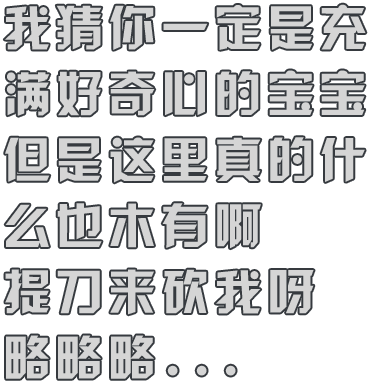 我猜你一定是充
满好奇心的宝宝
但是这里真的什
么也木有啊
提刀来砍我呀
略略略...